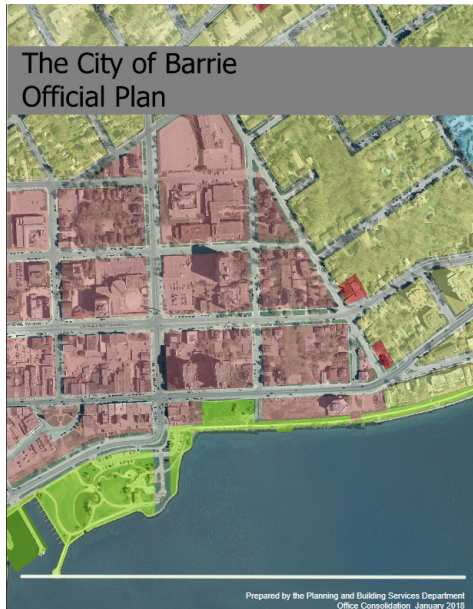 The City of Barrie
Official Plan
Prepared by the Planning and Building Services Department
Office Consolidation January 2018